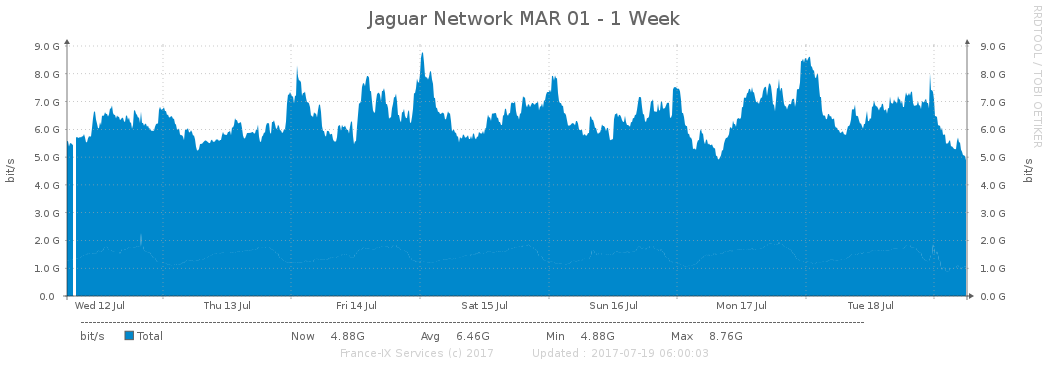 Jaguar Network MAR 01 - 1 Week
RRDTOOL / TOBI OETIKER
bit/s
9.0 G 9.0 G
8.0 G 8.0 G
7.0 G 7.0 G
6.0 G 6.0 G
5.0 G 5.0 G
4.0 G 4.0 G
3.0 G 3.0 G
2.0 G 2.0 G
1.0 G 1.0 G
0.0 0.0 G
bit/s
Wed 12 Jul Thu 13 Jul Fri 14 Jul Sat 15 Jul Sun 16 Jul Mon 17 Jul Tue 18 Jul
bit/s Total Now 4.88G Avg 6.46G Min 4.88G Max 8.76G
France-IX Services (c) 2017 Updated : 2017-07-19 06:00:03